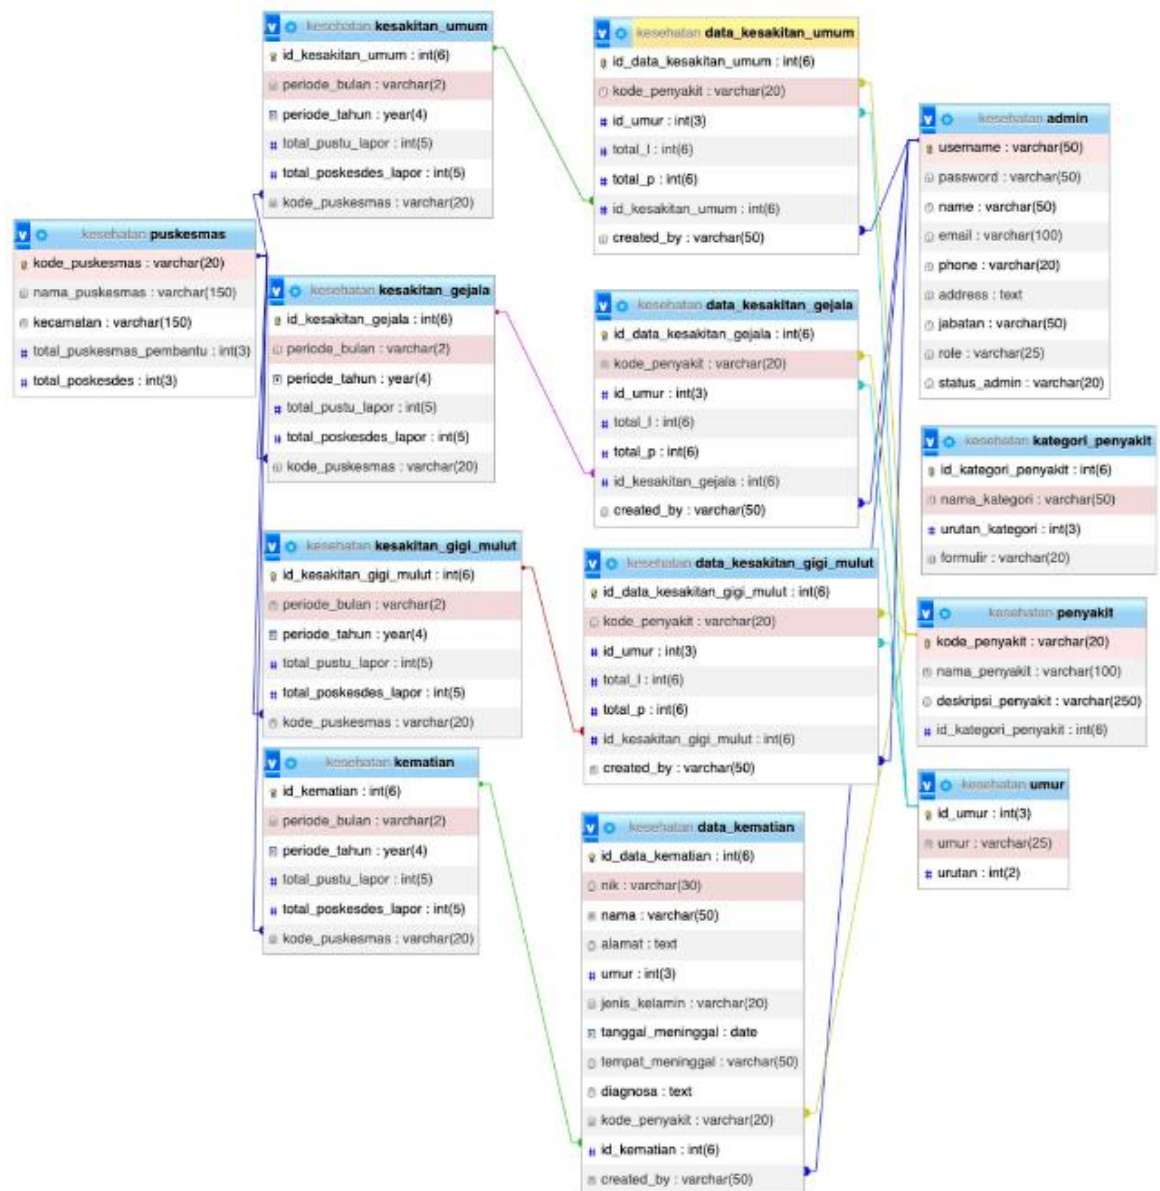 v kesehatan kesakitan_umum
id_kesakitan_umum : int(6)
periode_bulan : varchar(2)
# periode_tahun : year(4)
# total_pustu_lapor : int(5)
# total_poskesdes_lapor : int(5)
kode_puskesmas : varchar(20)
v kesehatan puskesmas
kode_puskesmas : varchar(20)
nama_puskesmas : varchar(150)
kecamatan : varchar(150)
# total_puskesmas_pembantu : int(3)
# total_poskesdes : int(3)
v kesehatan kesakitan_gejala
id_kesakitan_gejala : int(6)
periode_bulan : varchar(2)
periode_tahun : year(4)
# total_pustu_lapor : int(5)
# total_poskesdes_lapor : int(5)
kode_puskesmas : varchar(20)
v kesehatan kesakitan_gigi_mulut
id_kesakitan_gigi_mulut : int(6)
periode_bulan : varchar(2)
periode_tahun : year(4)
# total_pustu_lapor : int(5)
# total_poskesdes_lapor : int(5)
kode_puskesmas : varchar(20)
v kesehatan kematian
id_kematian : int(6)
periode_bulan : varchar(2)
periode_tahun : year(4)
# total_pustu_lapor : int(5)
# total_poskesdes_lapor : int(5)
kode_puskesmas : varchar(20)
v kesehatan data_kesakitan_umum
id_data_kesakitan_umum : int(6)
kode_penyakit : varchar(20)
# id_umur : int(3)
# total_l : int(6)
# total_p : int(6)
# id_kesakitan_umum : int(6)
created_by : varchar(50)
v kesehatan data_kesakitan_gejala
id_data_kesakitan_gejala : int(6)
kode_penyakit : varchar(20)
# id_umur : int(3)
# total_l : int(6)
# total_p : int(6)
# id_kesakitan_gejala : int(6)
created_by : varchar(50)
v kesehatan data_kesakitan_gigi_mulut
id_data_kesakitan_gigi_mulut : int(6)
kode_penyakit : varchar(20)
# id_umur : int(3)
# total_l : int(6)
# total_p : int(6)
# id_kesakitan_gigi_mulut : int(6)
created_by : varchar(50)
v kesehatan data_kematian
id_data_kematian : int(6)
nik : varchar(30)
nama : varchar(50)
alamat : text
# umur : int(3)
jenis_kelamin : varchar(20)
tanggal_meninggal : date
tempat_meninggal : varchar(50)
diagnosa : text
kode_penyakit : varchar(20)
# id_kematian : int(6)
created_by : varchar(50)
v kesehatan admin
username : varchar(50)
password : varchar(50)
name : varchar(50)
email : varchar(100)
phone : varchar(20)
address : text
jabatan : varchar(50)
role : varchar(25)
status_admin : varchar(20)
v kesehatan kategori_penyakit
id_kategori_penyakit : int(6)
nama_kategori : varchar(50)
# urutan_kategori : int(3)
formulir : varchar(20)
v kesehatan penyakit
kode_penyakit : varchar(20)
nama_penyakit : varchar(100)
deskripsi_penyakit : varchar(250)
# id_kategori_penyakit : int(6)
v kesehatan umur
id_umur : int(3)
umur : varchar(25)
# urutan : int(2)